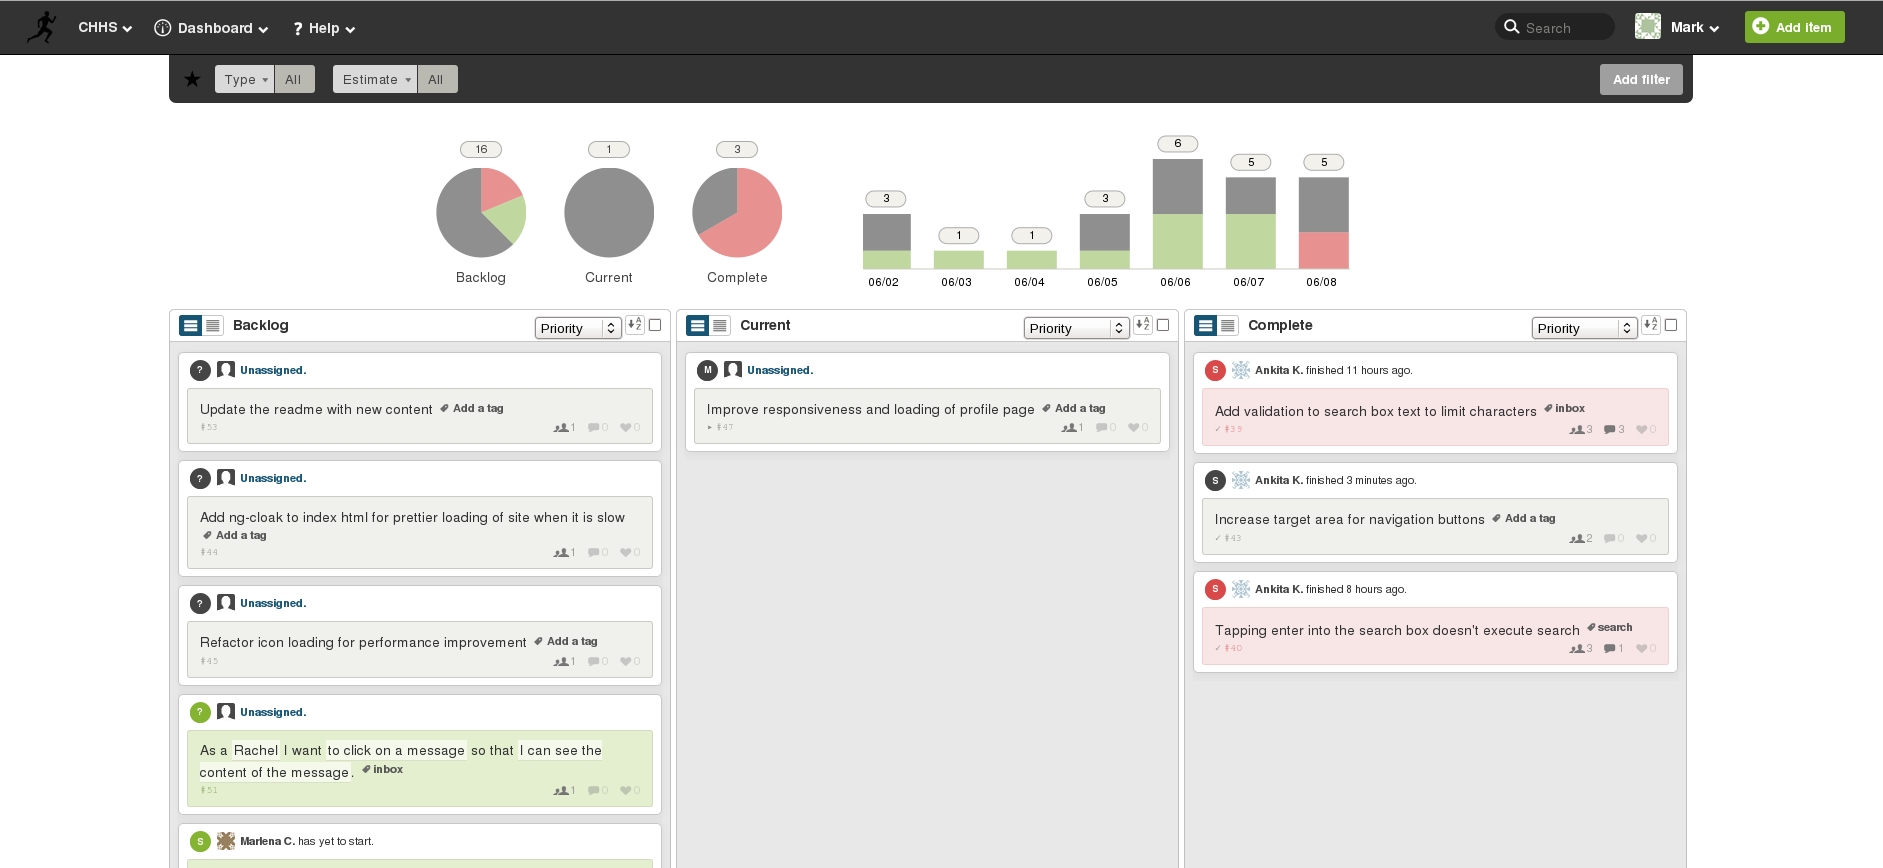 CHHS Dashboard ? Help Search Mark Add item
Type All Estimate All Add filter
16 1 3
Backlog Current Complete
3 1 1 3 6 5 5
06/02 06/03 06/04 06/05 06/06 06/07 06/08
Backlog Priority AZ
? Unassigned.
Update the readme with new content Add a tag
#53 1 0 0
? Unassigned.
Add ng-cloak to index html for prettier loading of site when it is slow
Add a tag
#44 1 0 0
? Unassigned.
Refactor icon loading for performance improvement Add a tag
#45 1 0 0
? Unassigned.
As a Rachel I want to click on a message so that I can see the
content of the message. inbox
#51 1 0 0
S Marlena C. has yet to start.
Current Priority AZ
M Unassigned.
Improve responsiveness and loading of profile page Add a tag
#47 1 0 0
Complete Priority AZ
S Ankita K. finished 11 hours ago.
Add validation to search box text to limit characters inbox
#39 3 3 0
S Ankita K. finished 3 minutes ago.
Increase target area for navigation buttons Add a tag
#43 2 0 0
S Ankita K. finished 8 hours ago.
Tapping enter into the search box doesn't execute search search
#40 3 1 0